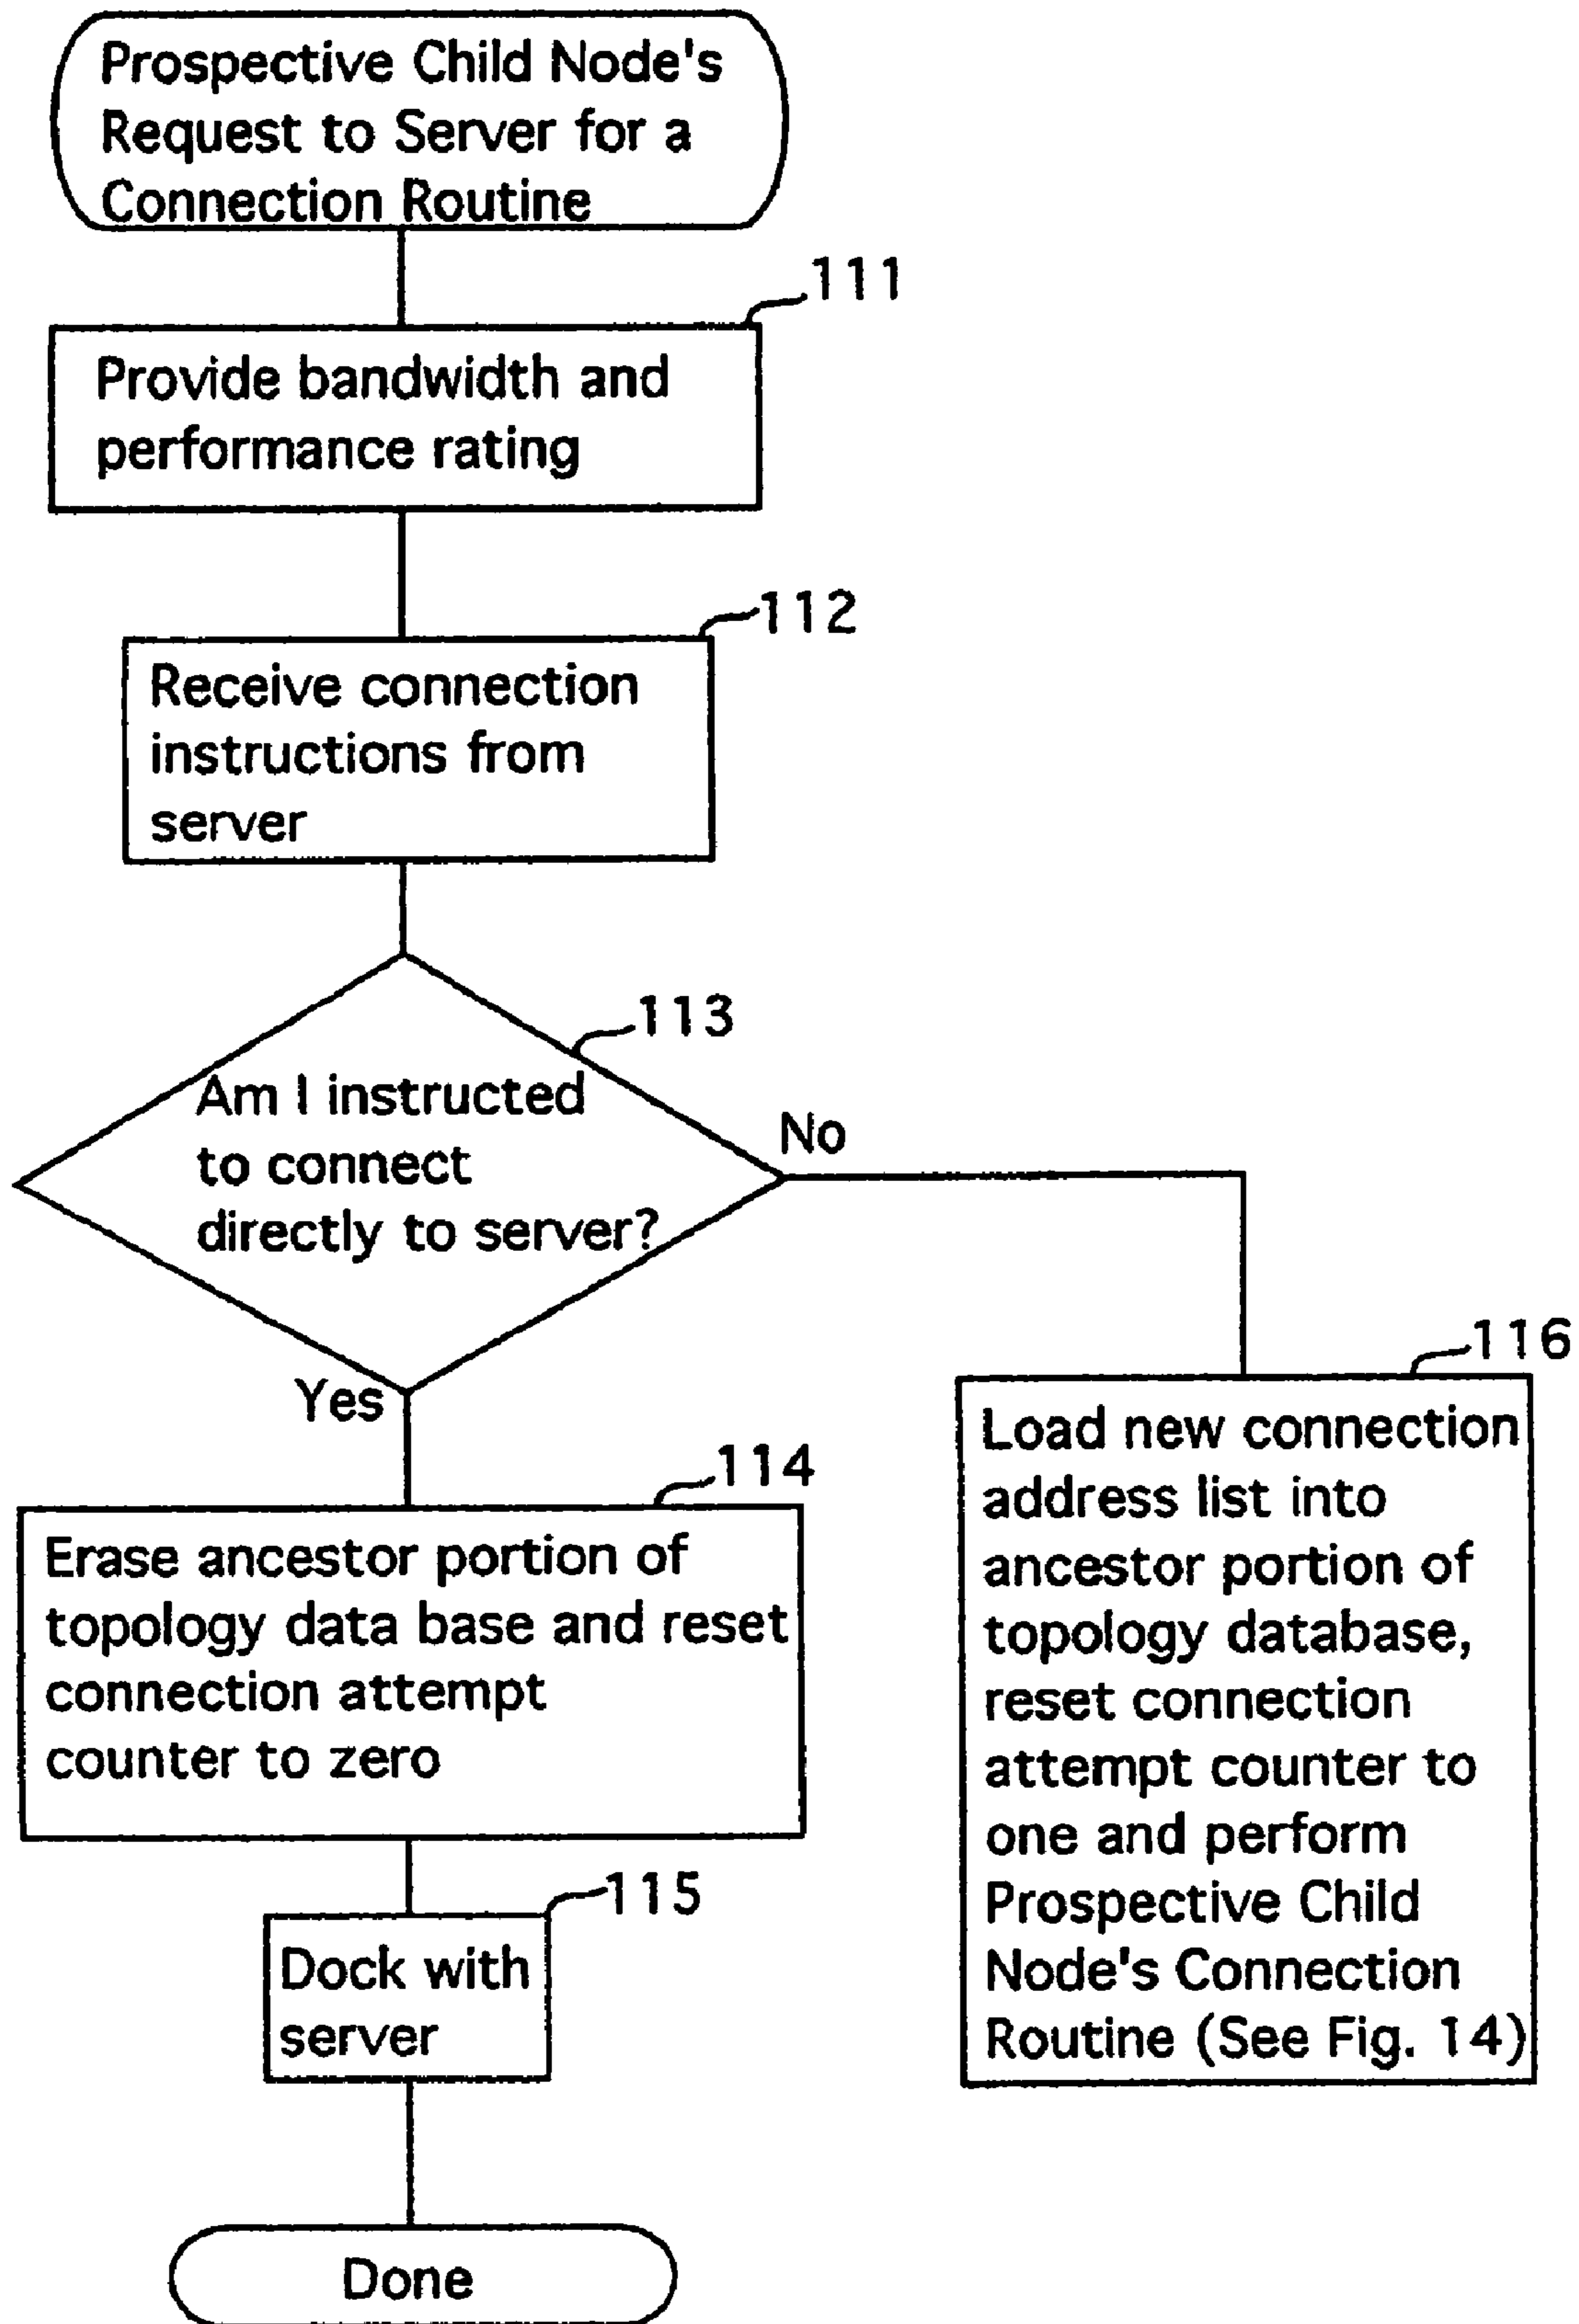 Prospective Child Node's
Request to Server for a
Connection Routine
111
Provide bandwidth and
performance rating
112
Receive connection
instructions from
server
113
Am I instructed
to connect
directly to server?
No
Yes
116
Load new connection
address list into
ancestor portion of
topology database,
reset connection
attempt counter to
one and perform
Prospective Child
Node's Connection
Routine (See Fig. 14)
114
Erase ancestor portion of
topology data base and reset
connection attempt
counter to zero
115
Dock with
server
Done